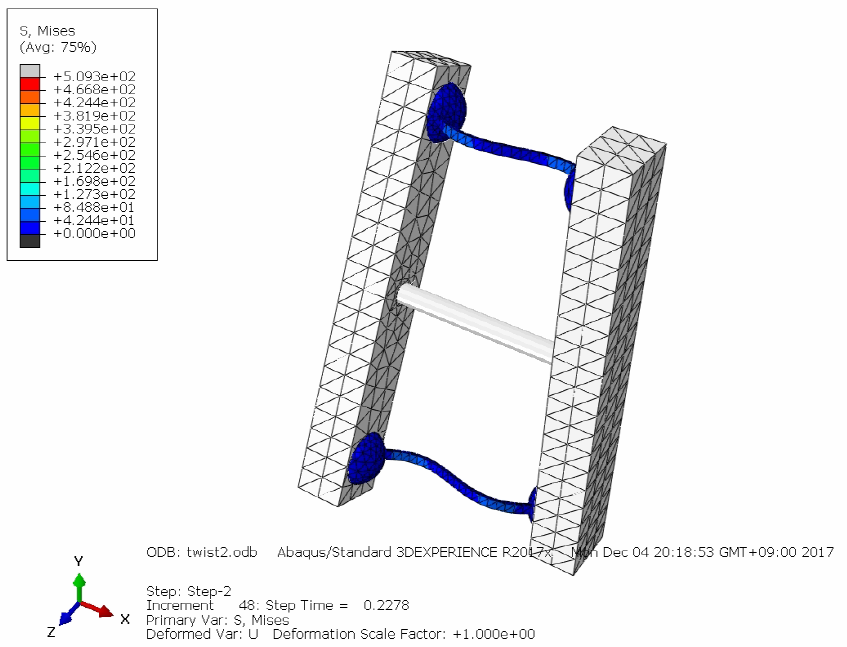 S, Mises
(Avg: 75%)
+5.093e+02
+4.668e+02
+4.244e+02
+3.819e+02
+3.395e+02
+2.971e+02
+2.546e+02
+2.122e+02
+1.698e+02
+1.273e+02
+8.488e+01
+4.244e+01
+0.000e+00
ODB: twist2.odb Abaqus/Standard 3DEXPERIENCE R2017x Mon Dec 04 20:18:53 GMT+09:00 2017
Y
X
Z
Step: Step-2
Increment 48: Step Time = 0.2278
Primary Var: S, Mises
Deformed Var: U Deformation Scale Factor: +1.000e+00